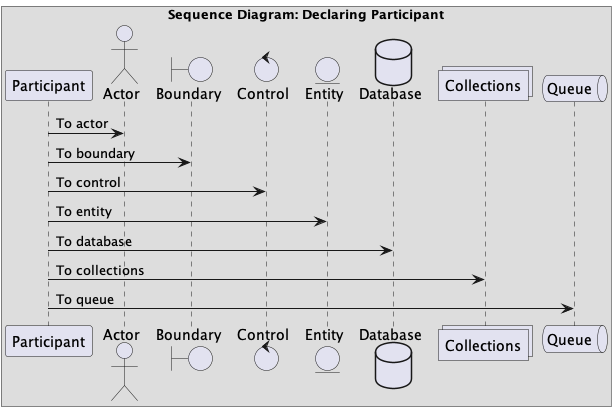 Sequence Diagram: Declaring Participant
Participant Actor Boundary Control Entity Database Collections Queue
To actor
To boundary
To control
To entity
To database
To collections
To queue
Participant Actor Boundary Control Entity Database Collections Queue